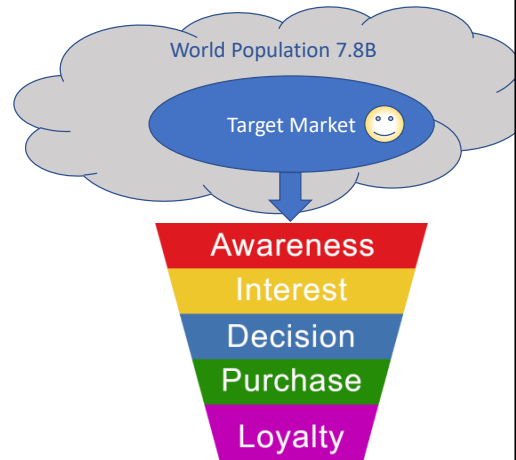 World Population 7.8B
Target Market
Awareness
Interest
Decision
Purchase
Loyalty